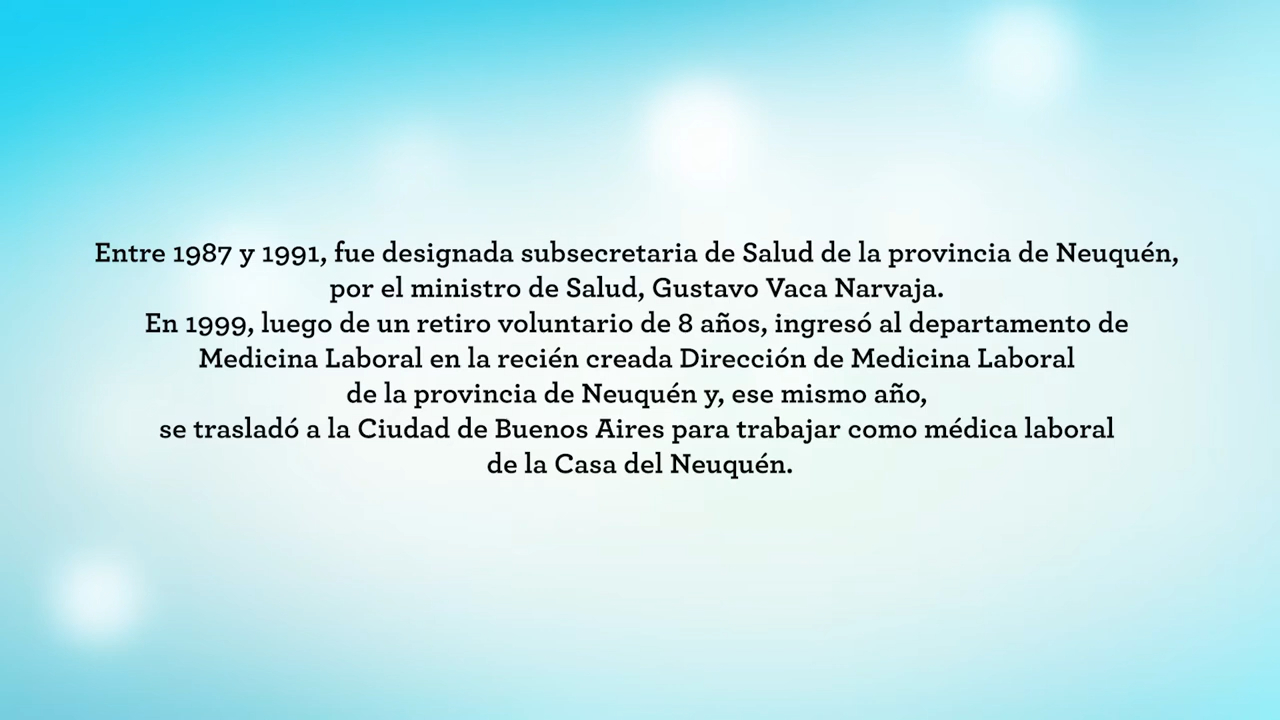 Entre 1987 y 1991, fue designada subsecretaria de Salud de la provincia de Neuquén,
por el ministro de Salud, Gustavo Vaca Narvaja.
En 1999, luego de un retiro voluntario de 8 años, ingresó al departamento de
Medicina Laboral en la recién creada Dirección de Medicina Laboral
de la provincia de Neuquén y, ese mismo año,
se trasladó a la Ciudad de Buenos Aires para trabajar como médica laboral
de la Casa del Neuquén.